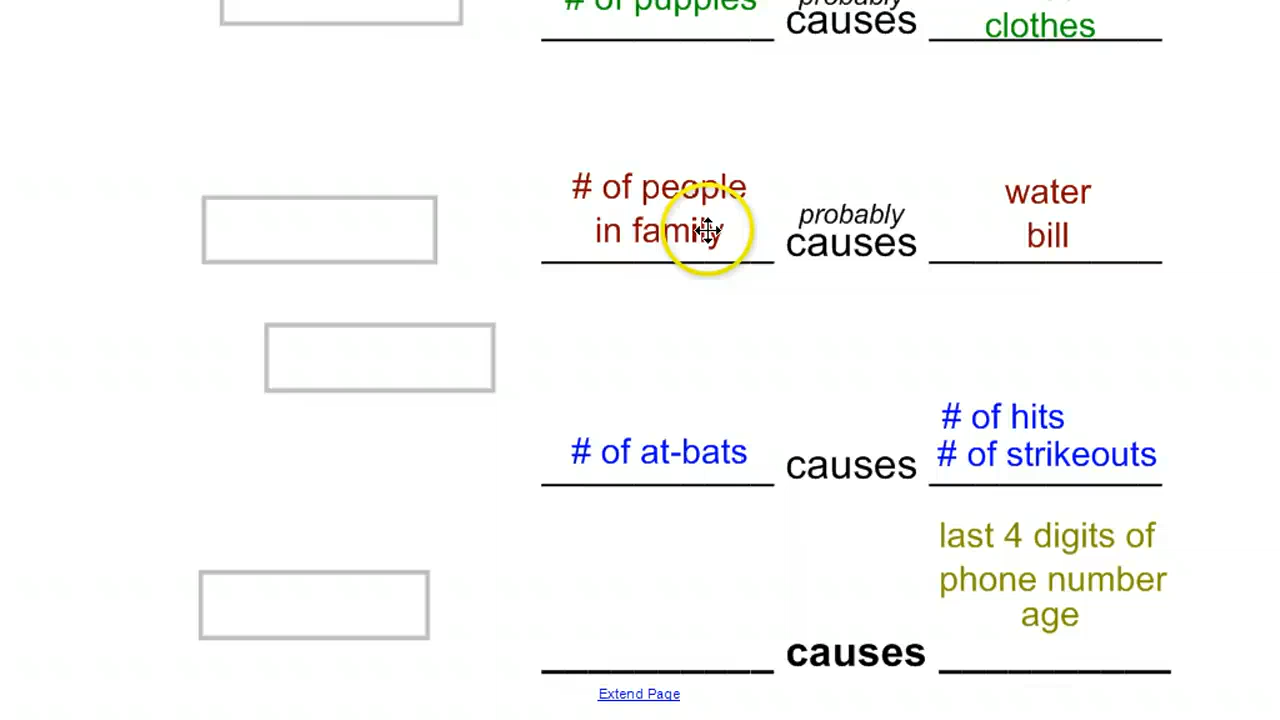 # of puppies probably
causes clothes
# of people
in family
probably
causes
water
bill
# of at-bats causes
# of hits
# of strikeouts
last 4 digits of
phone number
age
causes
Extend Page